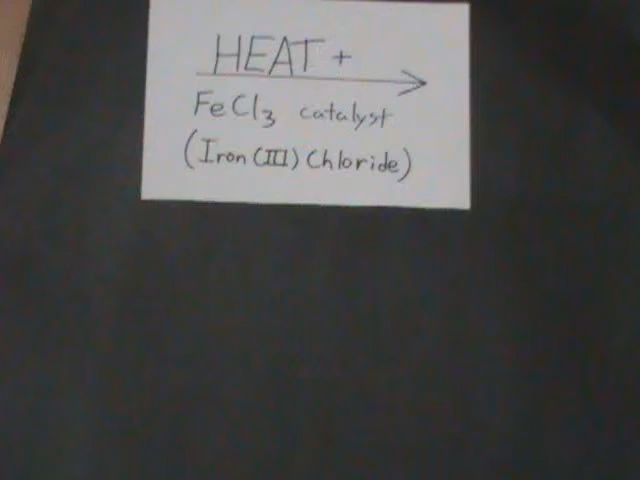 HEAT +
FeCl3 catalyst
(Iron (III) Chloride)